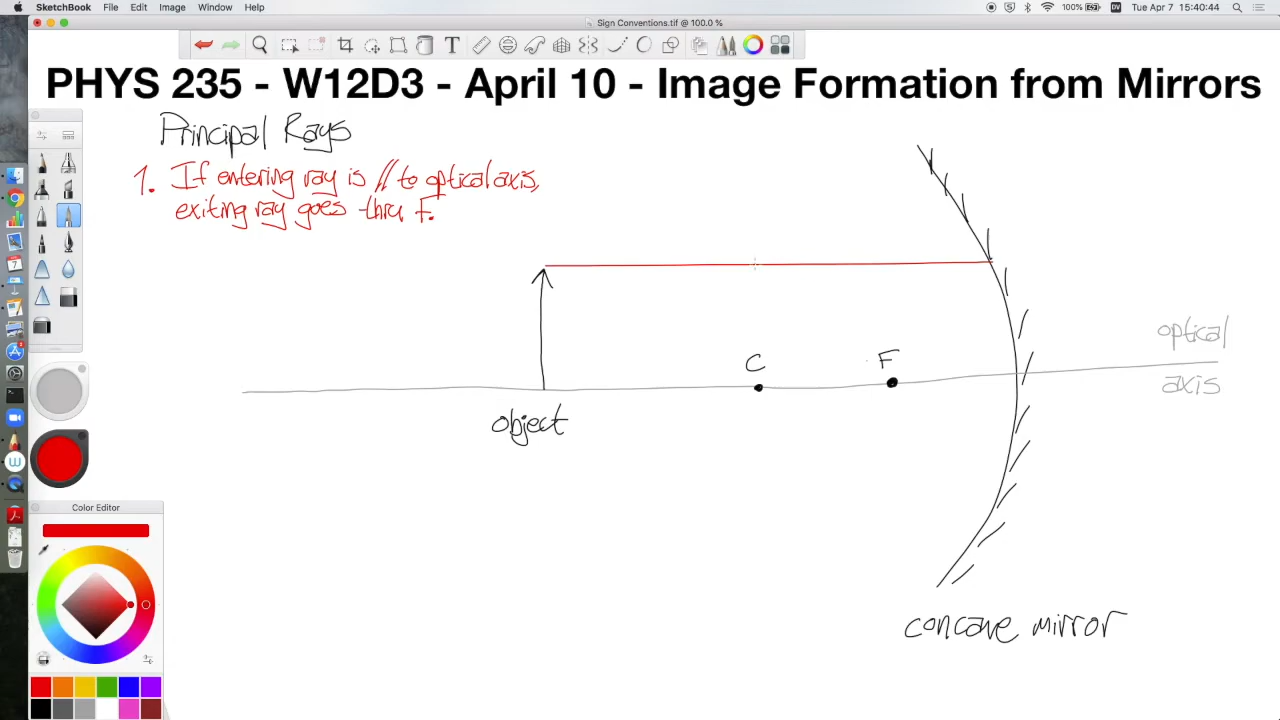 SketchBook File Edit Image Window Help 100% Tue Apr 7 15:40:44
Sign Conventions.tif @ 100.0 %
PHYS 235 - W12D3 - April 10 - Image Formation from Mirrors
Principal Rays
1. If entering ray is // to optical axis,
exiting ray goes thru F.
C
F
optical
axis
object
Color Editor
concave mirror